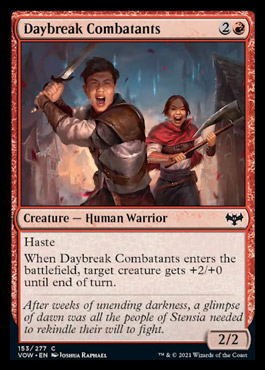 Daybreak Combatants 2
Creature — Human Warrior
Haste
When Daybreak Combatants enters the
battlefield, target creature gets +2/+0
until end of turn.
After weeks of unending darkness, a glimpse
of dawn was all the people of Stensia needed
to rekindle their will to fight.
2/2
153/277 C
VOW • EN Joshua Raphael
™ & © 2021 Wizards of the Coast